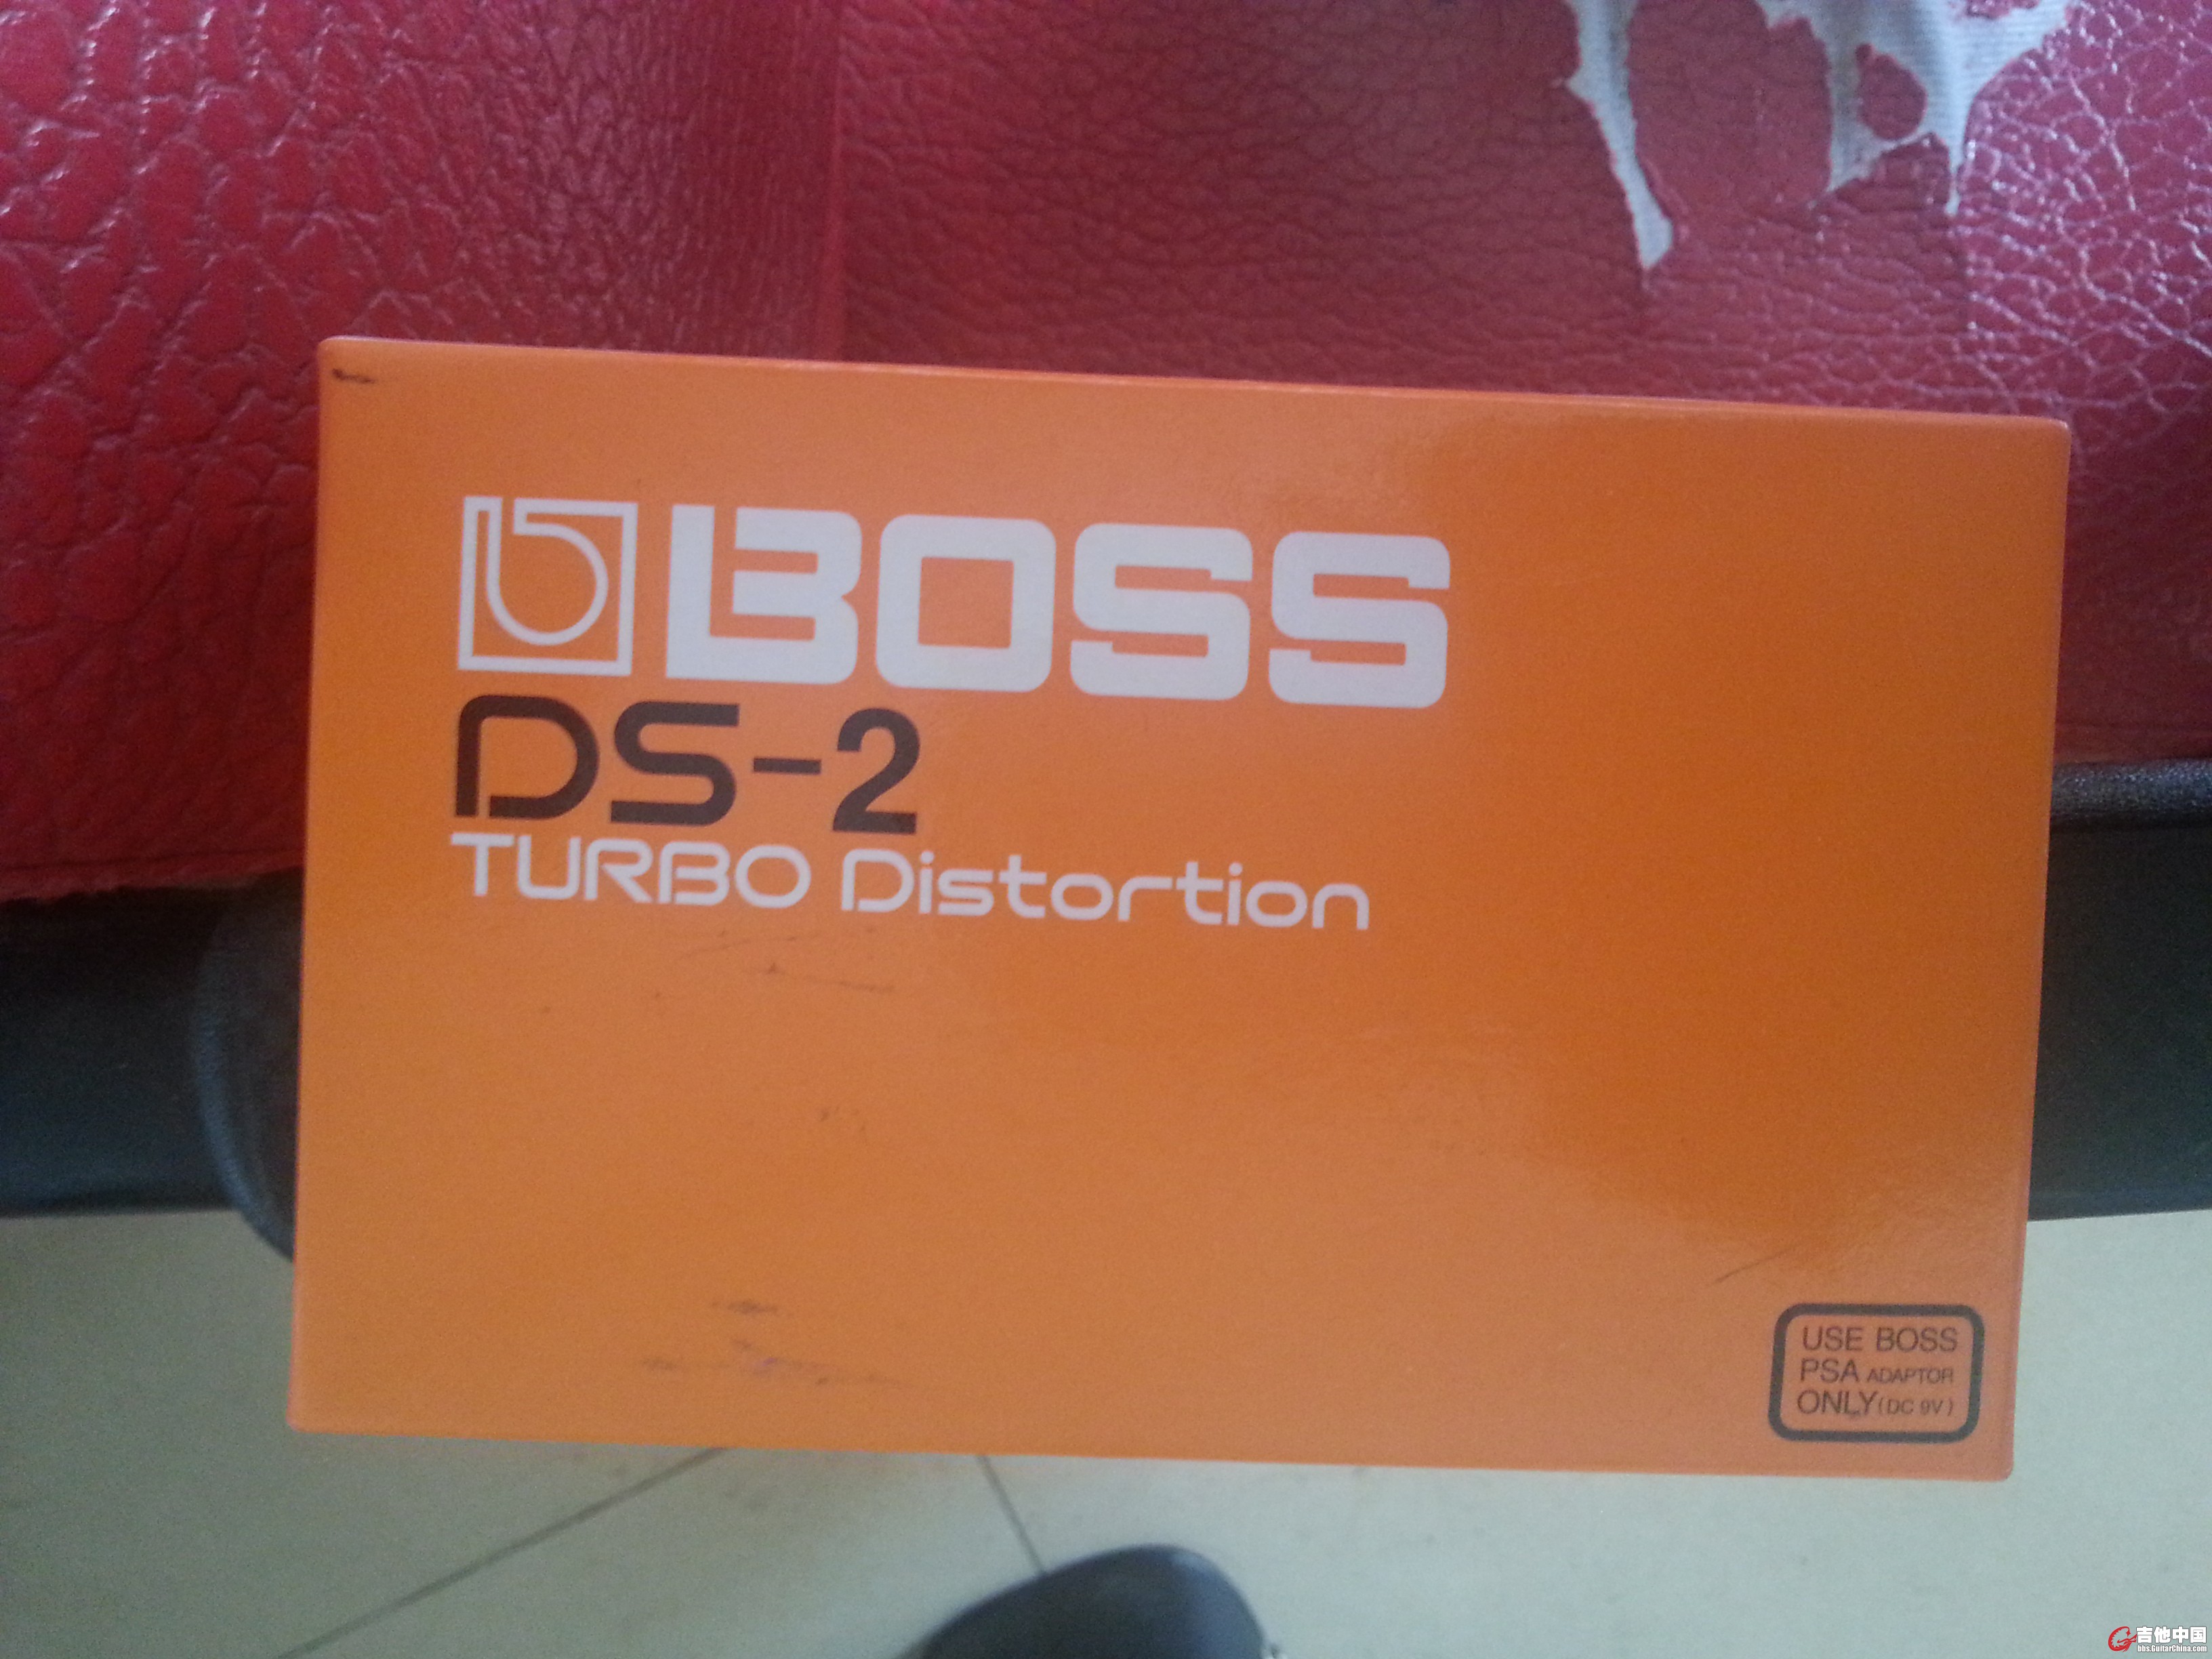 BOSS
DS-2
TURBO Distortion
USE BOSS
PSA ADAPTOR
ONLY(DC 9V)
吉他中国
bbs.GuitarChina.com